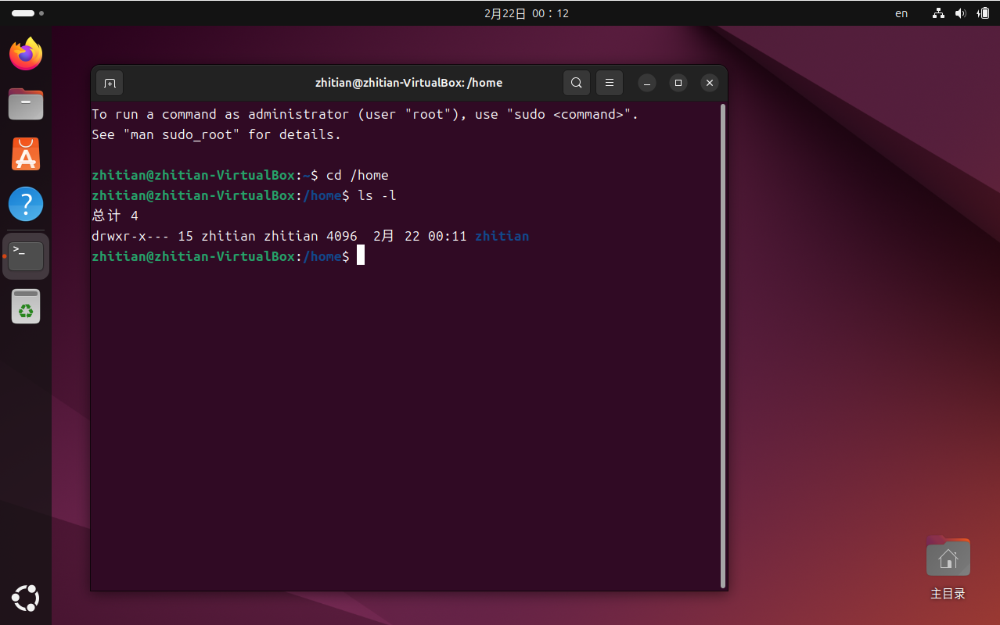 2月22日 00：12
en
zhitian@zhitian-VirtualBox: /home
To run a command as administrator (user "root"), use "sudo <command>".
See "man sudo_root" for details.
zhitian@zhitian-VirtualBox:~$ cd /home
zhitian@zhitian-VirtualBox:/home$ ls -l
总计 4
drwxr-x--- 15 zhitian zhitian 4096  2月 22 00:11 zhitian
zhitian@zhitian-VirtualBox:/home$
主目录